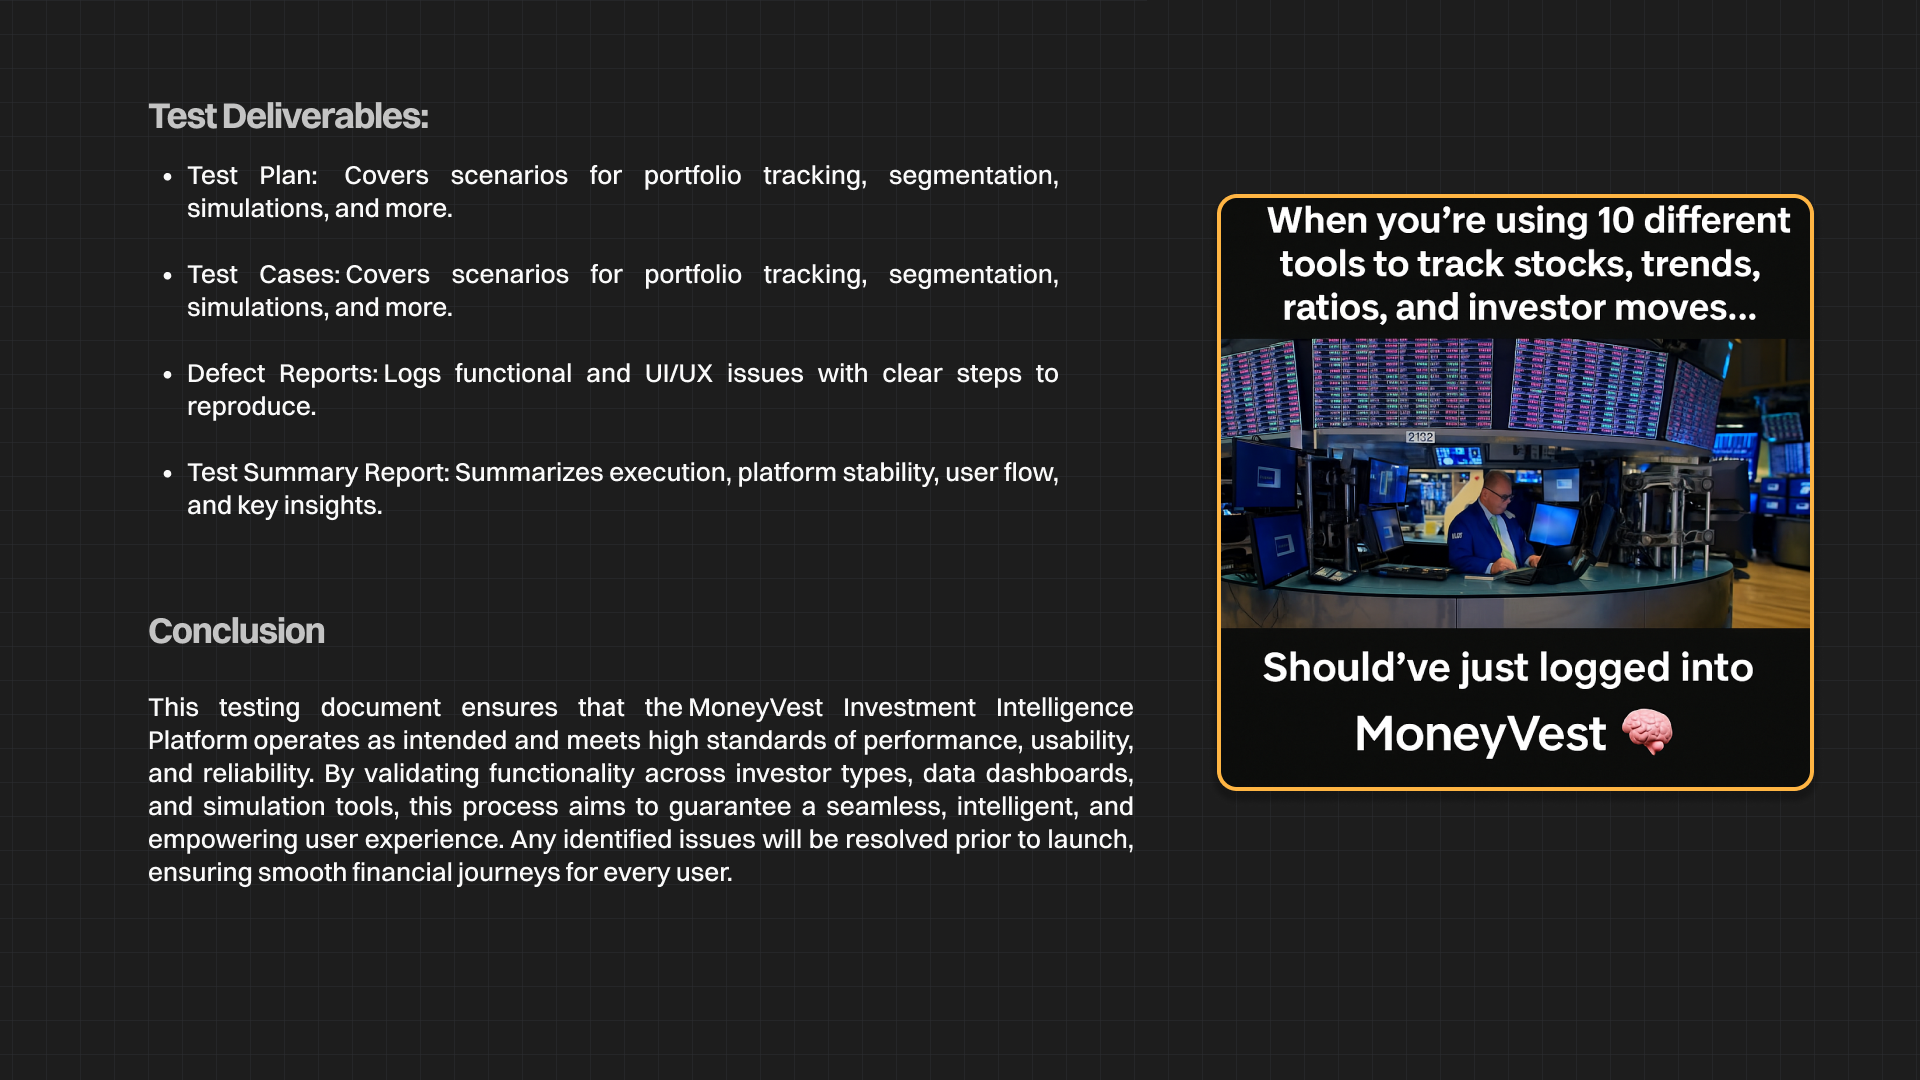 Test Deliverables:
• Test Plan: Covers scenarios for portfolio tracking, segmentation,
simulations, and more.
• Test Cases: Covers scenarios for portfolio tracking, segmentation,
simulations, and more.
• Defect Reports: Logs functional and UI/UX issues with clear steps to
reproduce.
• Test Summary Report: Summarizes execution, platform stability, user flow,
and key insights.
Conclusion
This testing document ensures that the MoneyVest Investment Intelligence
Platform operates as intended and meets high standards of performance, usability,
and reliability. By validating functionality across investor types, data dashboards,
and simulation tools, this process aims to guarantee a seamless, intelligent, and
empowering user experience. Any identified issues will be resolved prior to launch,
ensuring smooth financial journeys for every user.
When you’re using 10 different
tools to track stocks, trends,
ratios, and investor moves...
2132
Should’ve just logged into
MoneyVest 🧠